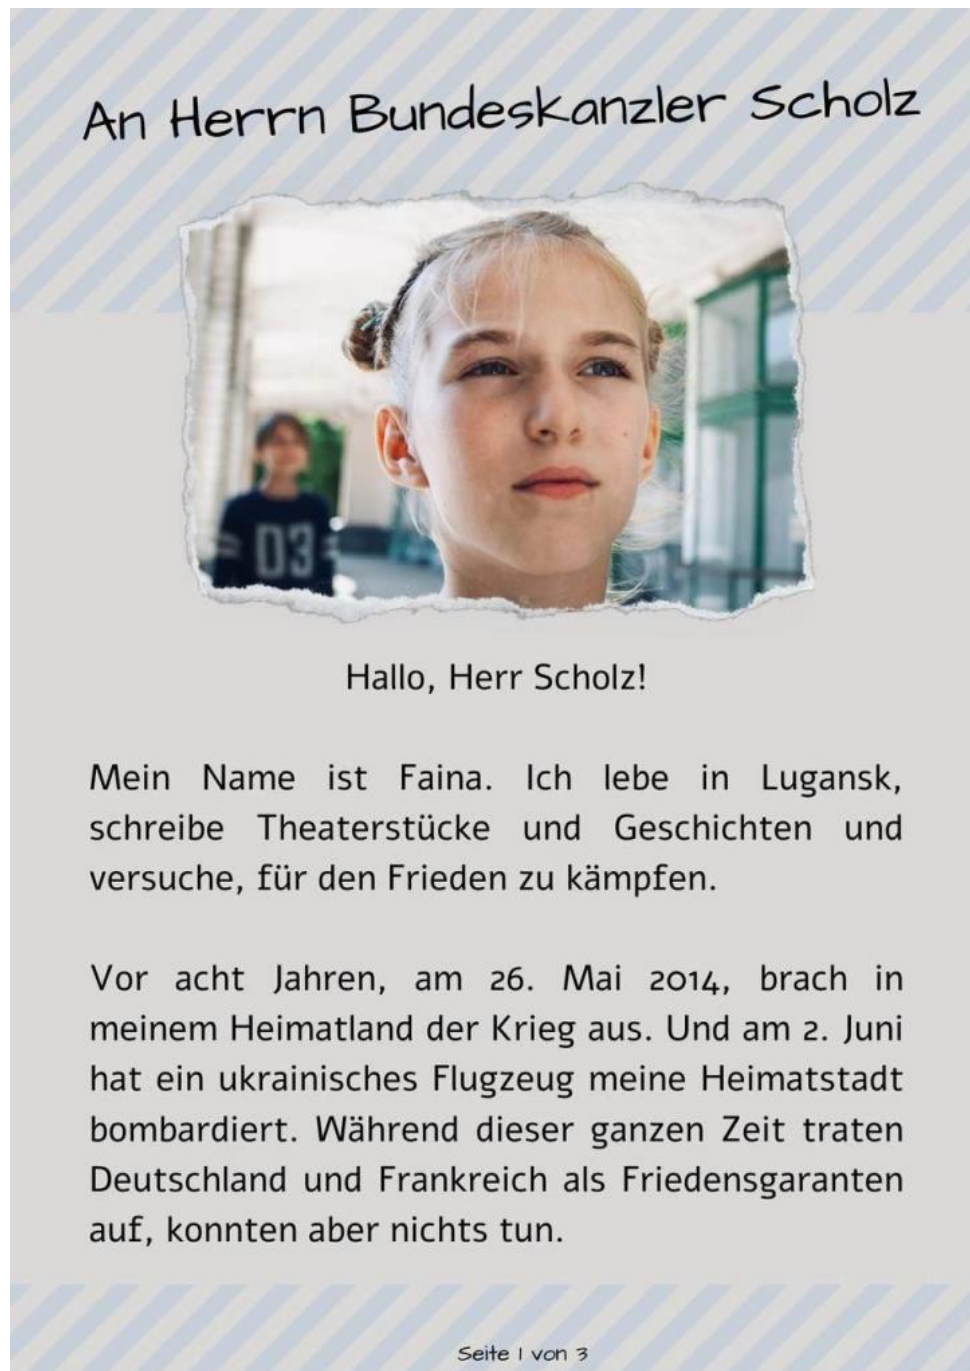 An Herrn Bundeskanzler Scholz
03
Hallo, Herr Scholz!
Mein Name ist Faina. Ich lebe in Lugansk,
schreibe Theaterstücke und Geschichten und
versuche, für den Frieden zu kämpfen.
Vor acht Jahren, am 26. Mai 2014, brach in
meinem Heimatland der Krieg aus. Und am 2. Juni
hat ein ukrainisches Flugzeug meine Heimatstadt
bombardiert. Während dieser ganzen Zeit traten
Deutschland und Frankreich als Friedensgaranten
auf, konnten aber nichts tun.
Seite 1 von 3